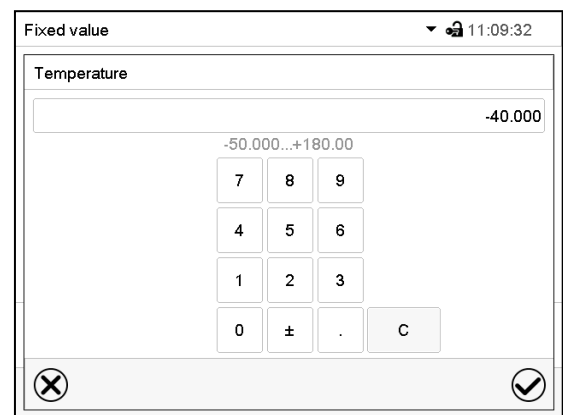 Fixed value 11:09:32
Temperature
-40.000
-50.000...+180.00
7 8 9
4 5 6
1 2 3
0 ± . C